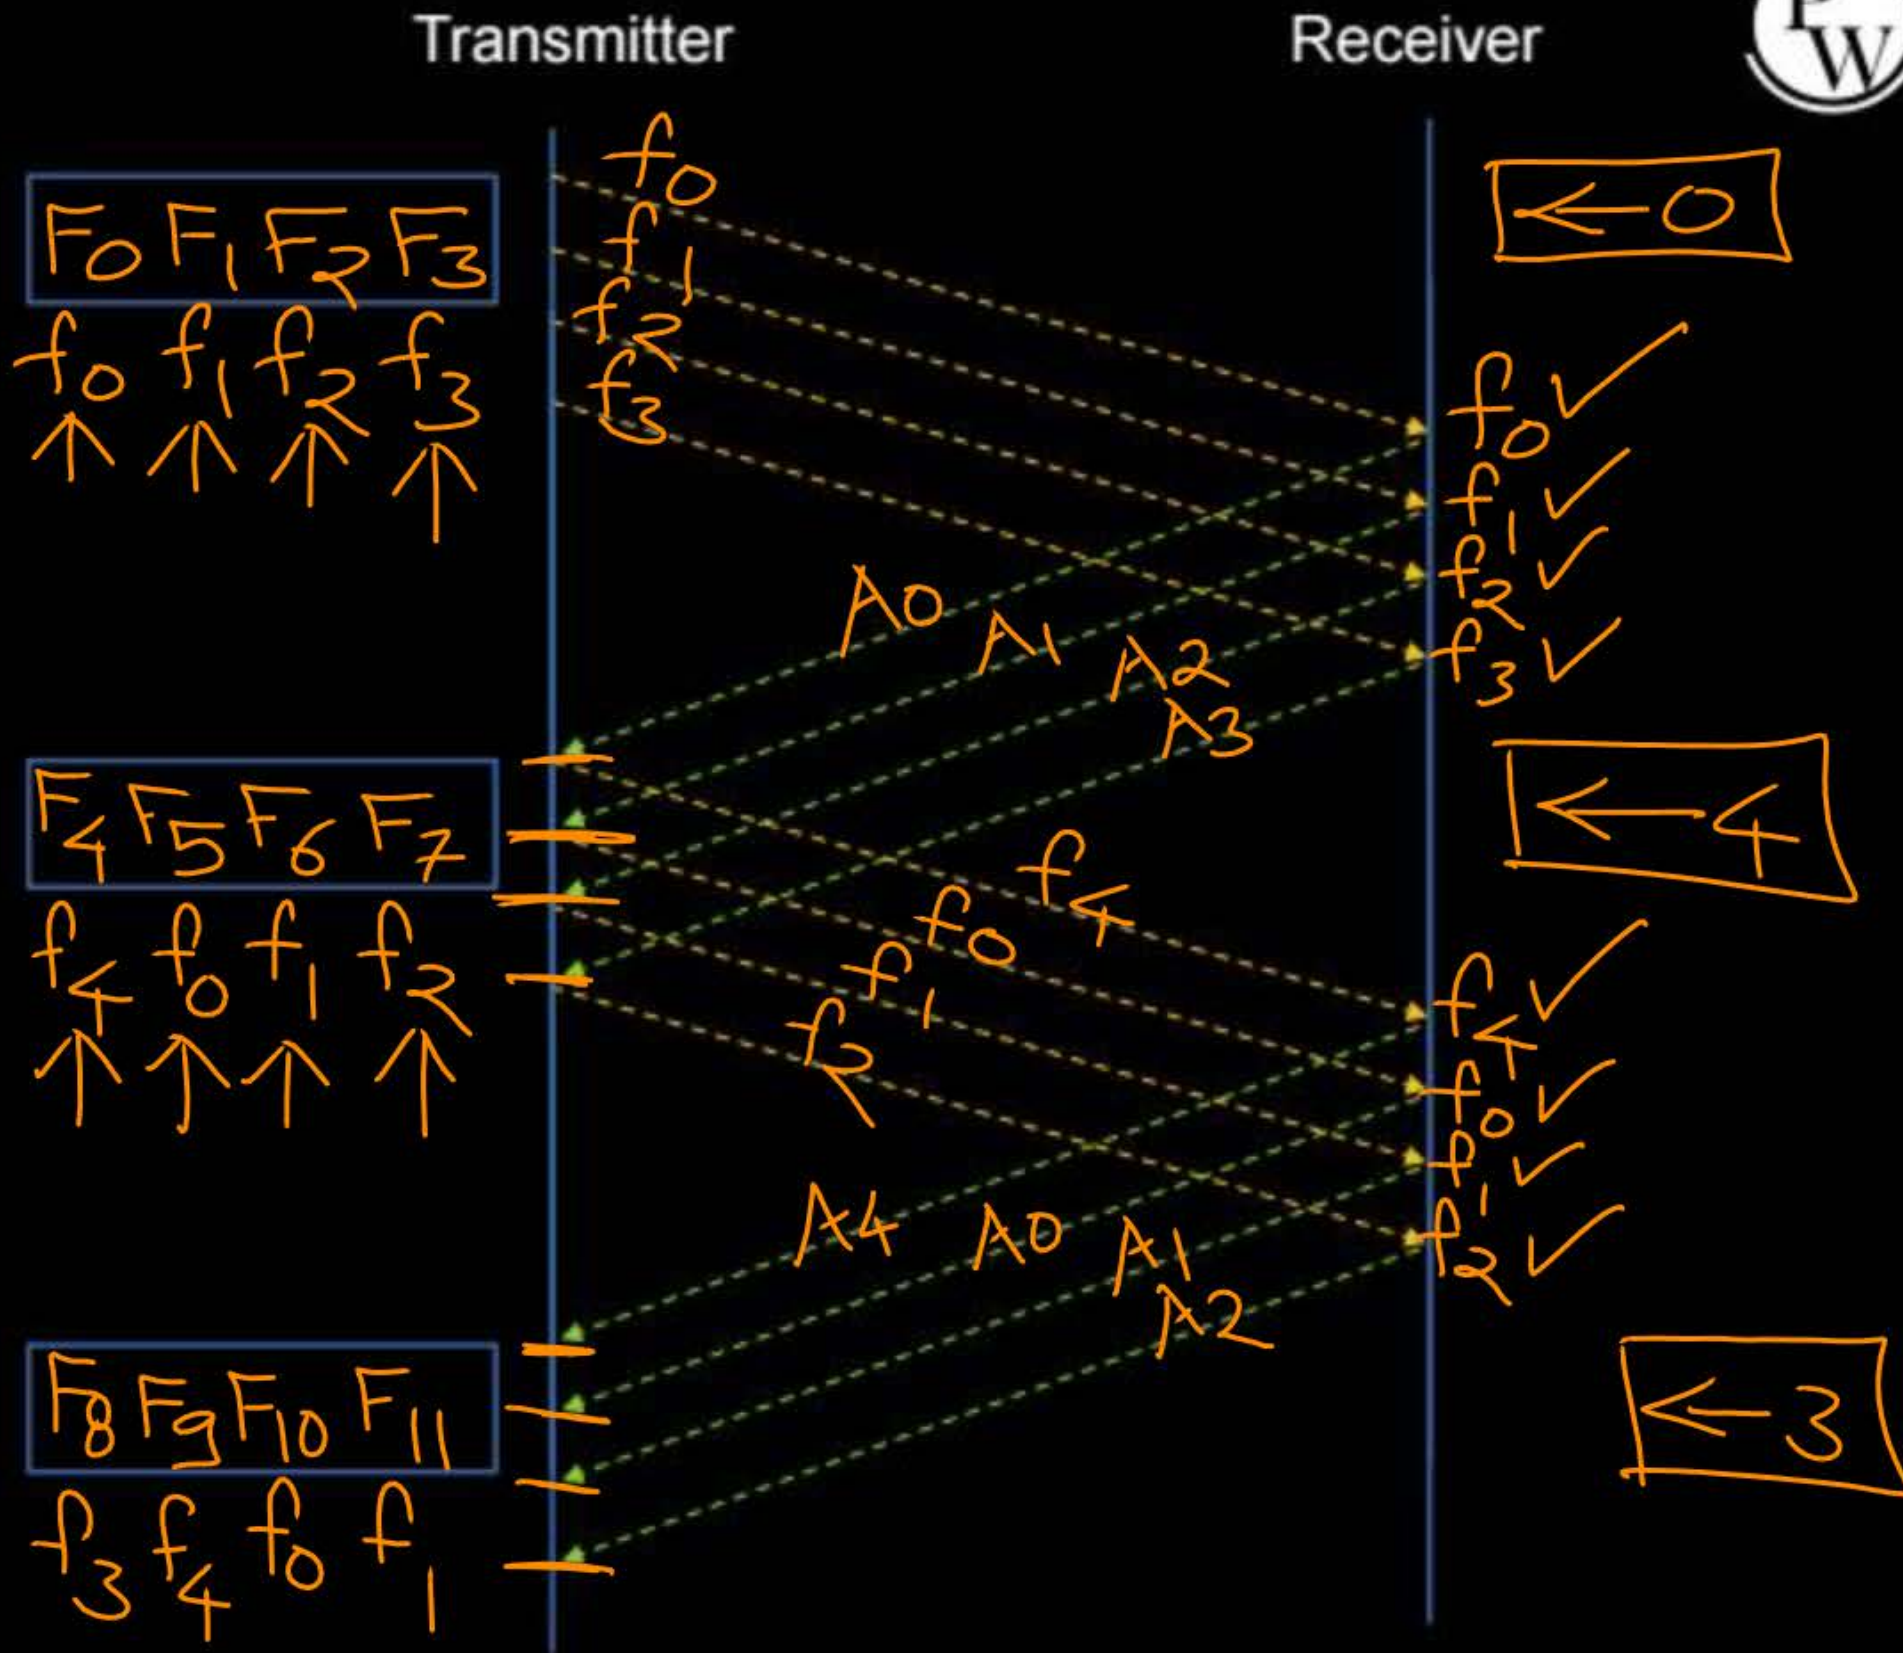 Transmitter Receiver
P
W
f0
F0 F1 F2 F3
← 0
f1
f0 f1 f2 f3
f2
f3
f0 ✓
f1 ✓
A0
f2 ✓
A1
A2
f3 ✓
A3
F4 F5 F6 F7
← 4
f4
f0
f4 f0 f1 f2
f1
f4 ✓
f2
f0 ✓
f1 ✓
A4 A0 A1
f2 ✓
A2
F8 F9 F10 F11
← 3
f3 f4 f0 f1